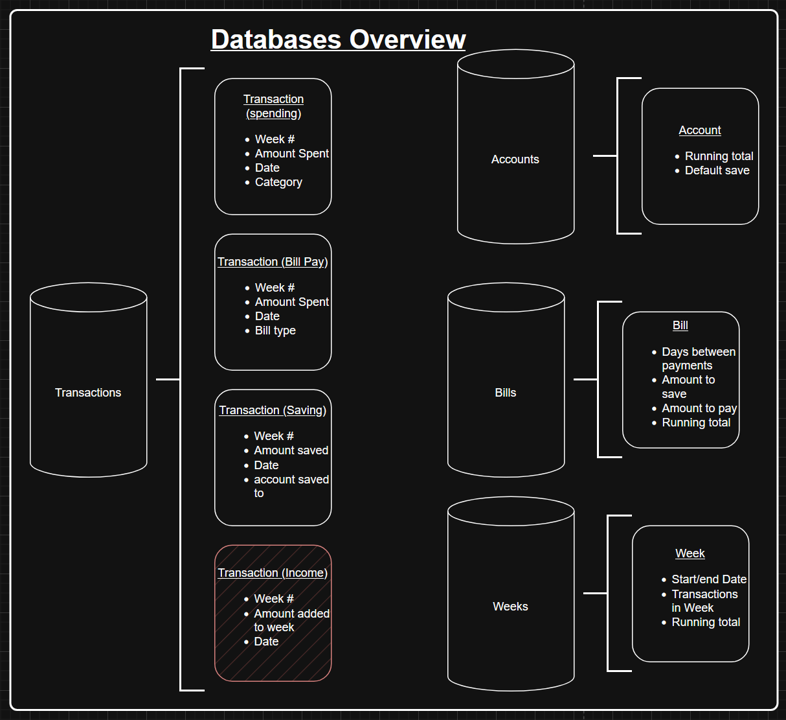 Databases Overview
Transactions
Transaction
(spending)
Week #
Amount Spent
Date
Category
Transaction (Bill Pay)
Week #
Amount Spent
Date
Bill type
Transaction (Saving)
Week #
Amount saved
Date
account saved
to
Transaction (Income)
Week #
Amount added
to week
Date
Accounts
Account
Running total
Default save
Bills
Bill
Days between
payments
Amount to
save
Amount to pay
Running total
Weeks
Week
Start/end Date
Transactions
in Week
Running total